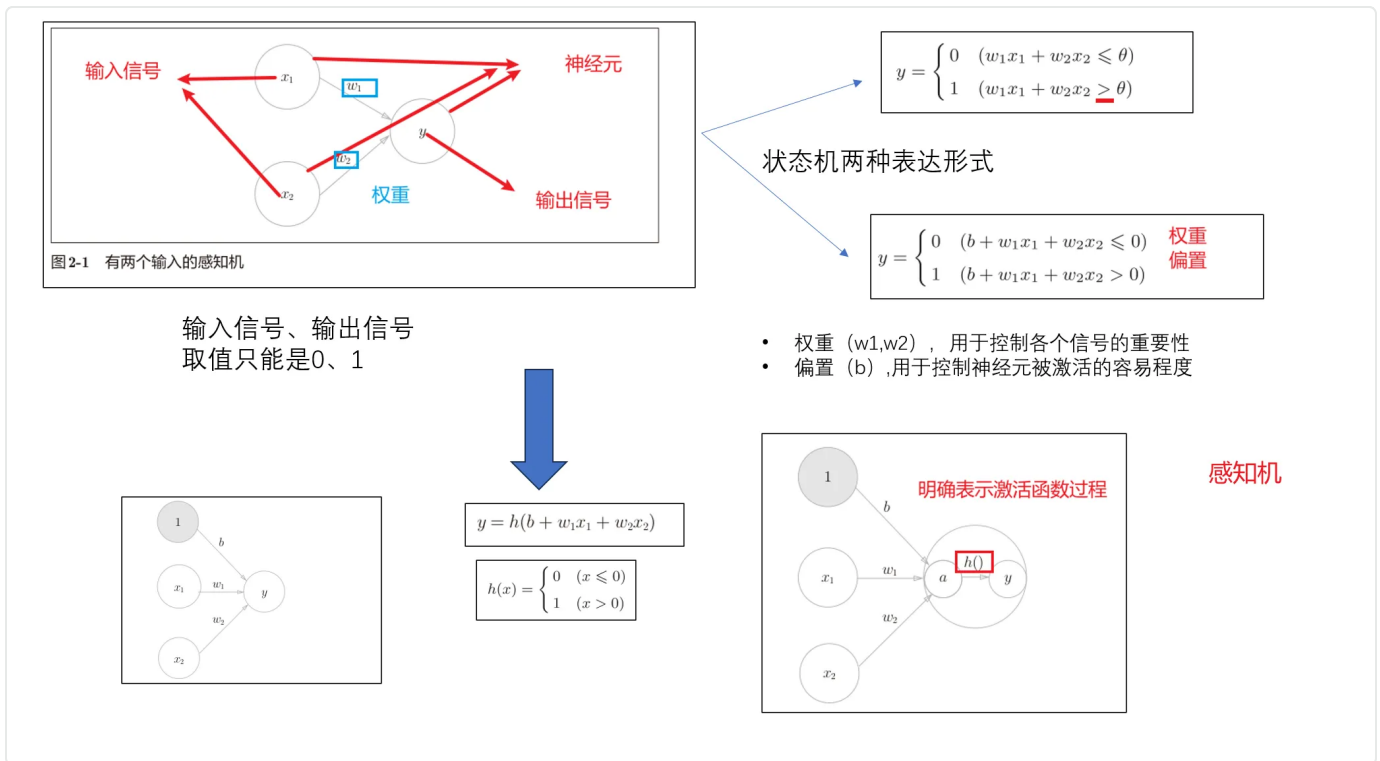 输入信号
神经元
x₁
w₁
y
w₂
x₂
权重
输出信号
图2-1 有两个输入的感知机
y = { 0 (w₁x₁ + w₂x₂ ⩽ θ)
1 (w₁x₁ + w₂x₂ > θ)
状态机两种表达形式
y = { 0 (b + w₁x₁ + w₂x₂ ⩽ 0)
1 (b + w₁x₁ + w₂x₂ > 0)
权重
偏置
输入信号、输出信号
取值只能是0、1
• 权重（w1,w2），用于控制各个信号的重要性
• 偏置（b）,用于控制神经元被激活的容易程度
1
b
x₁
w₁
y
w₂
x₂
y = h(b + w₁x₁ + w₂x₂)
h(x) = { 0 (x ⩽ 0)
1 (x > 0)
1
明确表示激活函数过程
b
h()
x₁
w₁
a
y
w₂
x₂
感知机